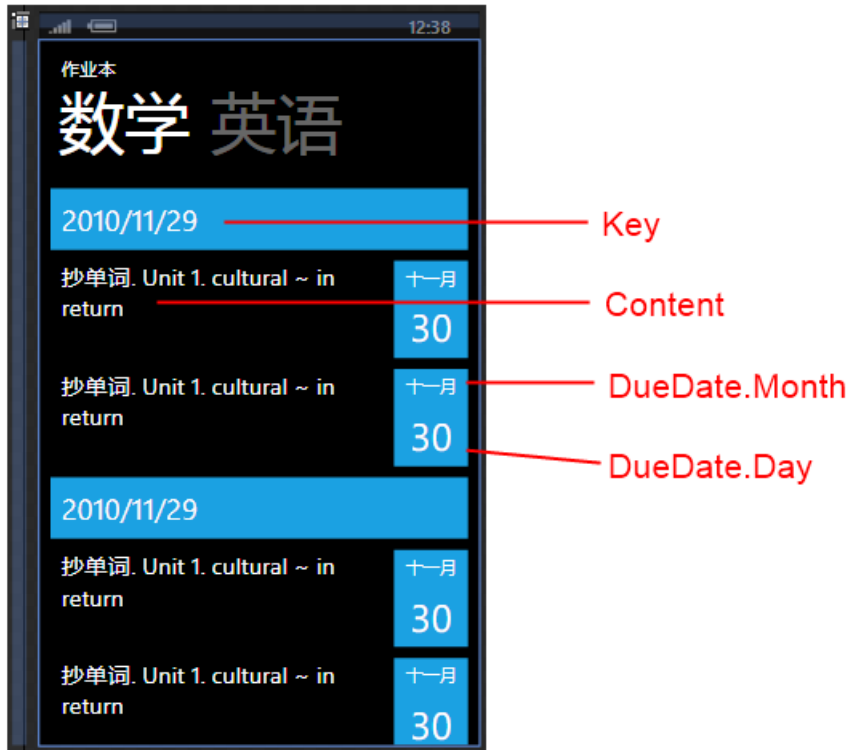 12:38
作业本
数学 英语
2010/11/29
Key
抄单词. Unit 1. cultural ~ in
return
Content
十一月
30
抄单词. Unit 1. cultural ~ in
return
十一月
DueDate.Month
30
DueDate.Day
2010/11/29
抄单词. Unit 1. cultural ~ in
return
十一月
30
抄单词. Unit 1. cultural ~ in
return
十一月
30